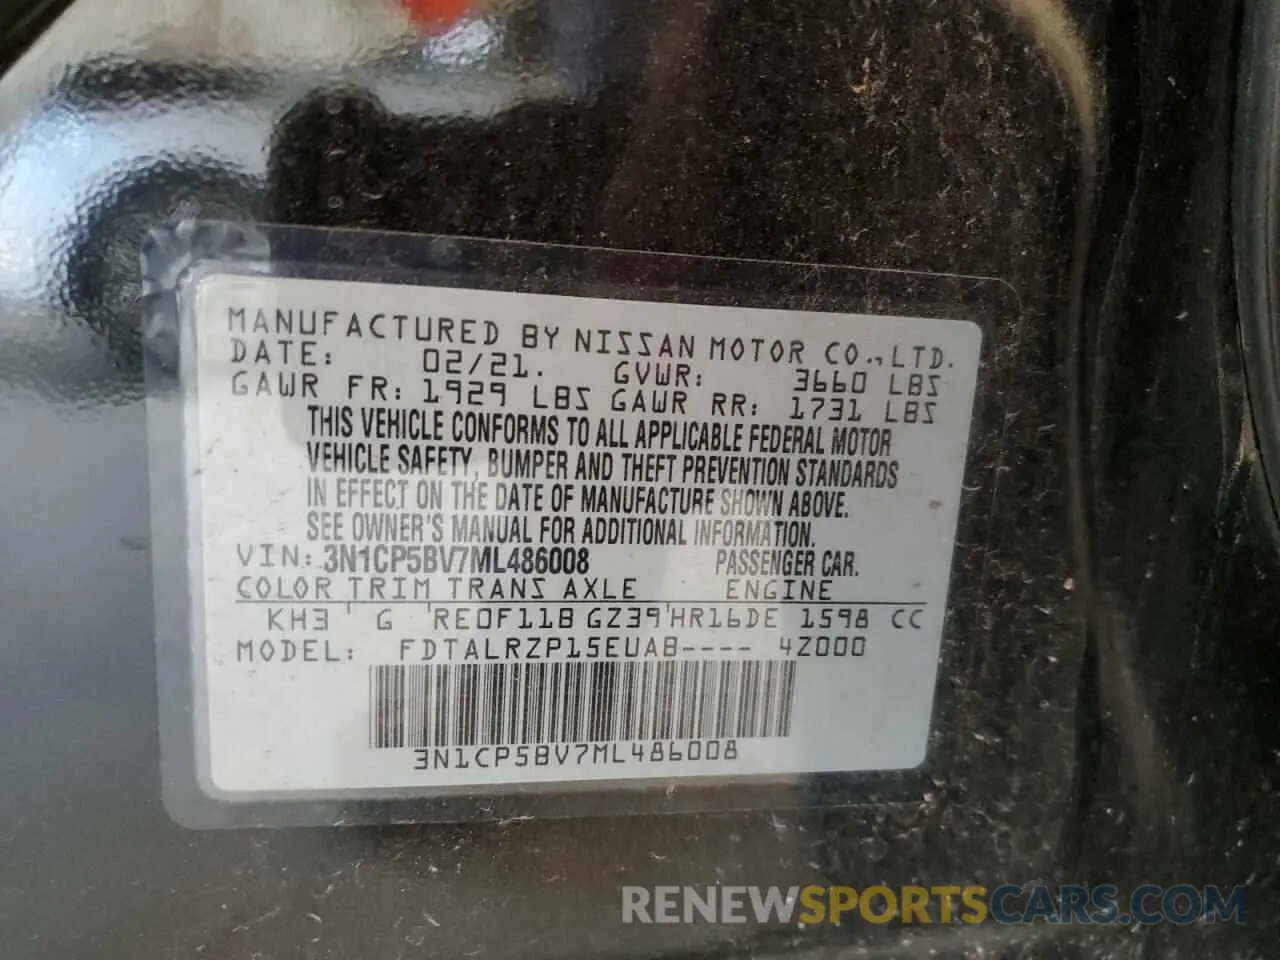 MANUFACTURED BY NISSAN MOTOR CO.,LTD.
DATE: 02/21. GVWR: 3660 LBS
GAWR FR: 1929 LBS GAWR RR: 1731 LBS
THIS VEHICLE CONFORMS TO ALL APPLICABLE FEDERAL MOTOR
VEHICLE SAFETY, BUMPER AND THEFT PREVENTION STANDARDS
IN EFFECT ON THE DATE OF MANUFACTURE SHOWN ABOVE.
SEE OWNER'S MANUAL FOR ADDITIONAL INFORMATION.
VIN: 3N1CP5BV7ML486008 PASSENGER CAR.
COLOR TRIM TRANS AXLE ENGINE
KH3 ' G 'RE0F11B GZ39'HR16DE 1598 CC
MODEL: FDTALRZP15EUAB---- 4Z000
3N1CP5BV7ML486008
RENEWSPORTSCARS.COM